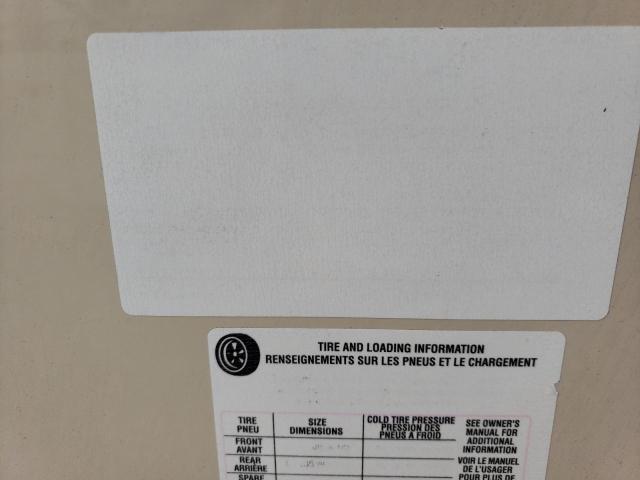 TIRE AND LOADING INFORMATION
RENSEIGNEMENTS SUR LES PNEUS ET LE CHARGEMENT
TIRE
PNEU
SIZE
DIMENSIONS
COLD TIRE PRESSURE
PRESSION DES
PNEUS A FROID
SEE OWNER'S
MANUAL FOR
ADDITIONAL
INFORMATION
VOIR LE MANUEL
DE L'USAGER
POUR PLUS DE
FRONT
AVANT
REAR
ARRIÈRE
SPARE